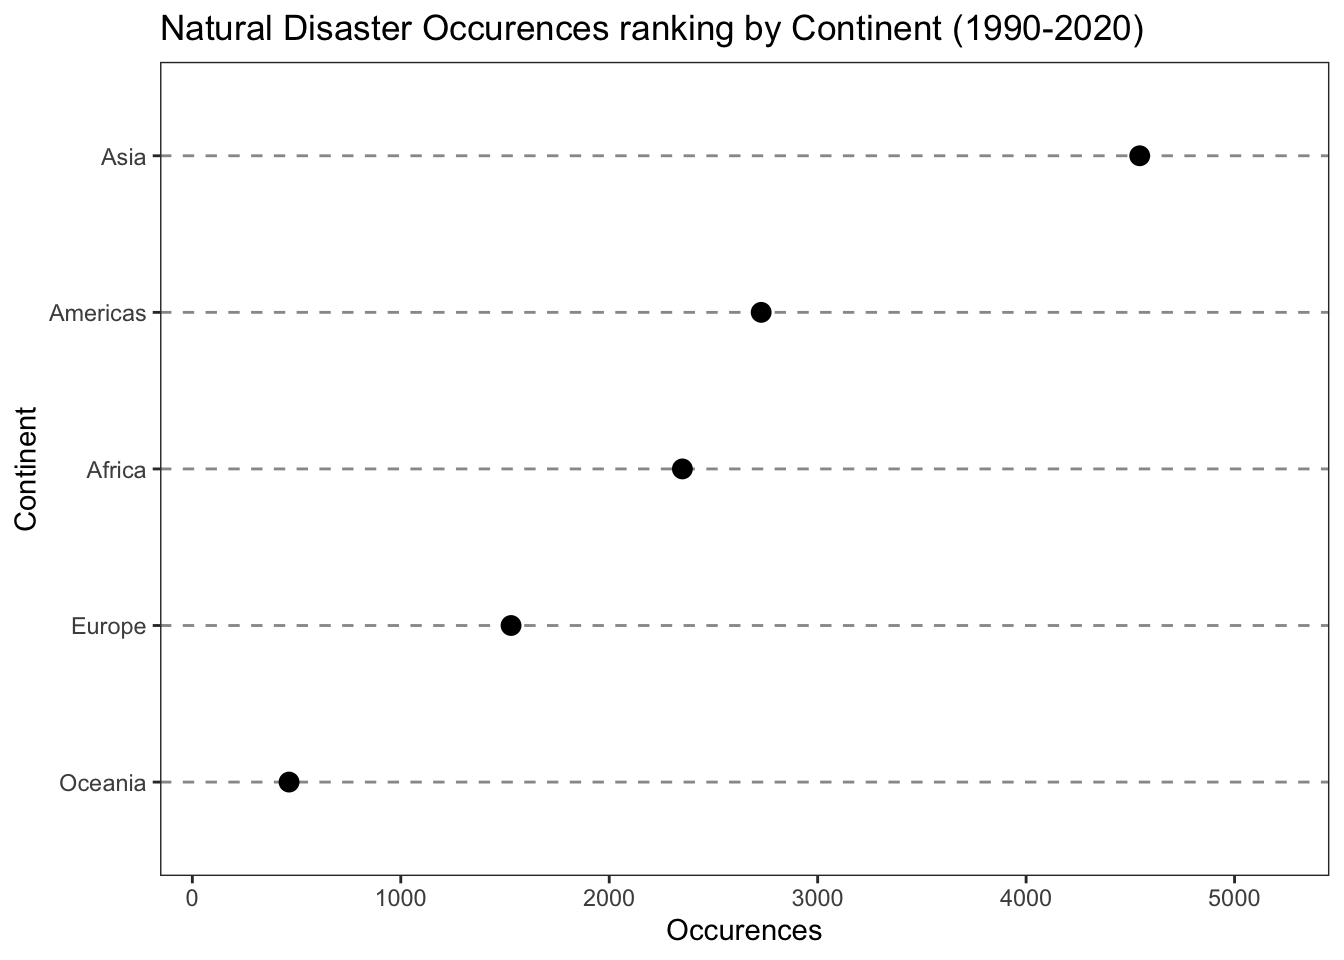 Natural Disaster Occurences ranking by Continent (1990-2020)
Asia
Americas
Africa
Europe
Oceania
Continent
0 1000 2000 3000 4000 5000
Occurences